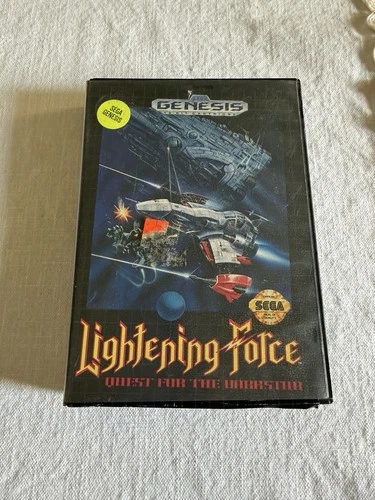 GENESIS
SEGA
GENESIS
SEGA
Lightening Force
QUEST FOR THE DARKSTAR